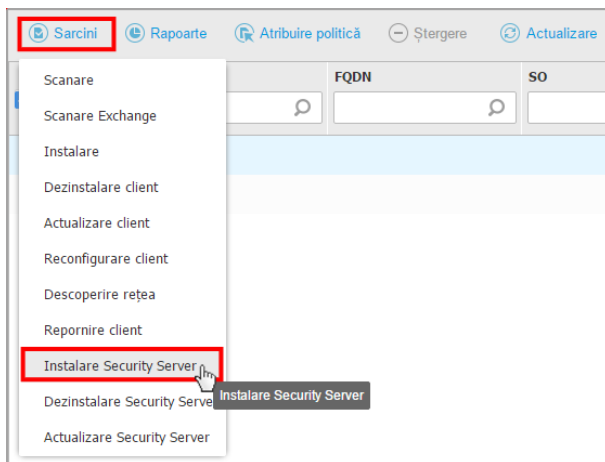 Sarcini Rapoarte Atribuire politică Ștergere Actualizare
FQDN SO
Scanare
Scanare Exchange
Instalare
Dezinstalare client
Actualizare client
Reconfigurare client
Descoperire rețea
Repornire client
Instalare Security Server
Instalare Security Server
Dezinstalare Security Serve
Actualizare Security Server